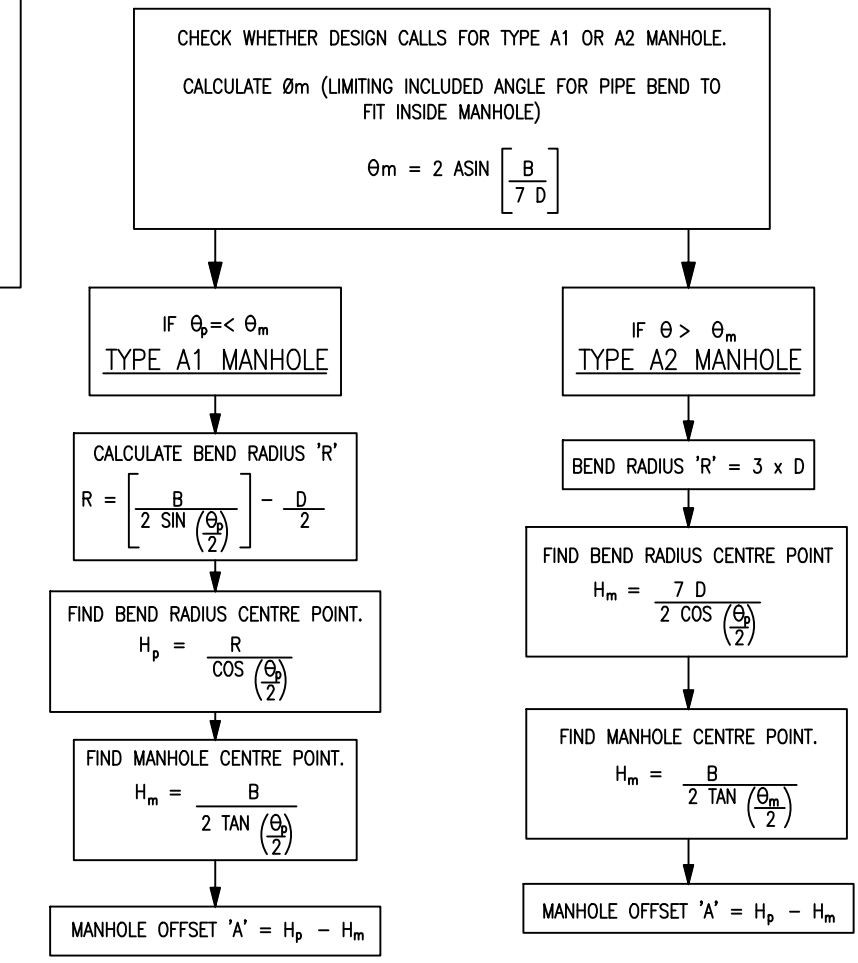 CHECK WHETHER DESIGN CALLS FOR TYPE A1 OR A2 MANHOLE.
CALCULATE Øm (LIMITING INCLUDED ANGLE FOR PIPE BEND TO
FIT INSIDE MANHOLE)
θm = 2 ASIN [B / 7 D]
IF θp=< θm
TYPE A1 MANHOLE
CALCULATE BEND RADIUS 'R'
R = [B / 2 SIN (θp/2)] - D/2
FIND BEND RADIUS CENTRE POINT.
Hp = R / COS (θp/2)
FIND MANHOLE CENTRE POINT.
Hm = B / 2 TAN (θp/2)
MANHOLE OFFSET 'A' = Hp - Hm
IF θ > θm
TYPE A2 MANHOLE
BEND RADIUS 'R' = 3 x D
FIND BEND RADIUS CENTRE POINT
Hm = 7 D / 2 COS (θp/2)
FIND MANHOLE CENTRE POINT.
Hm = B / 2 TAN (θm/2)
MANHOLE OFFSET 'A' = Hp - Hm